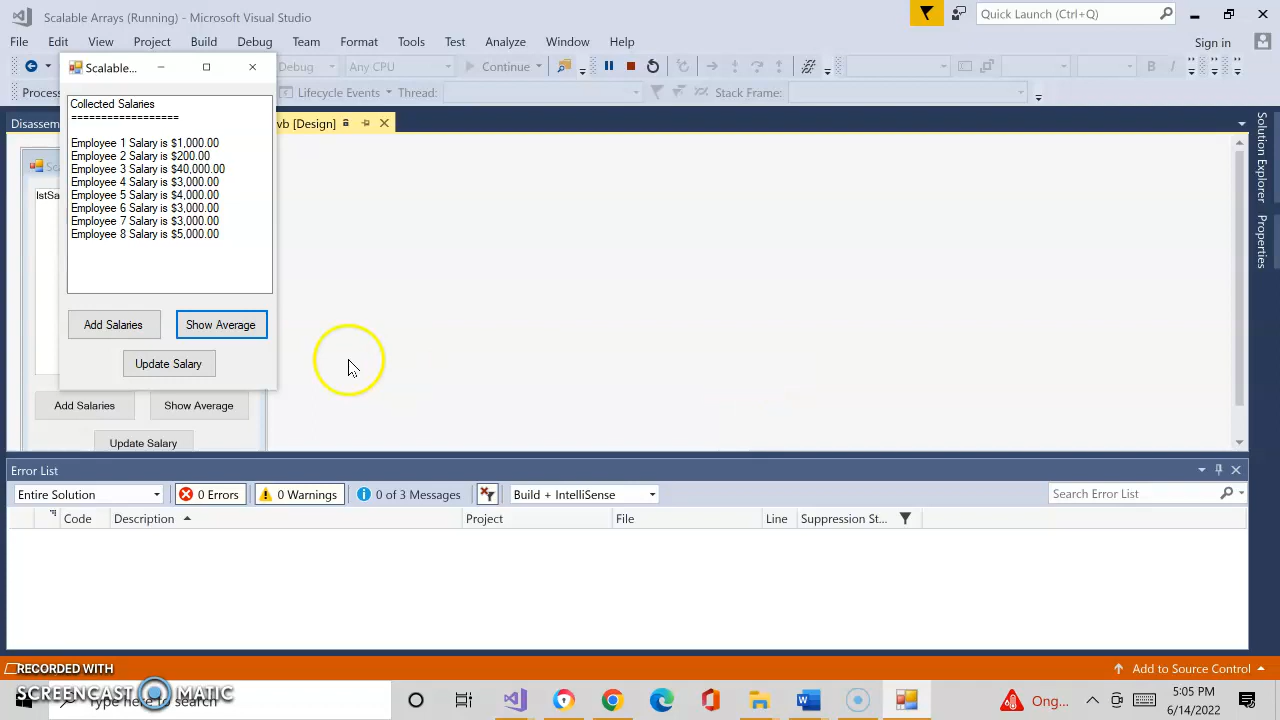 Scalable Arrays (Running) - Microsoft Visual Studio
Quick Launch (Ctrl+Q)
File Edit View Project Build Debug Team Format Tools Test Analyze Window Help
Sign in
Debug Any CPU Continue
Lifecycle Events Thread: Stack Frame:
Disassem
vb [Design]
Scalable...
Collected Salaries
==================
Employee 1 Salary is $1,000.00
Employee 2 Salary is $200.00
Employee 3 Salary is $40,000.00
Employee 4 Salary is $3,000.00
Employee 5 Salary is $4,000.00
Employee 6 Salary is $3,000.00
Employee 7 Salary is $3,000.00
Employee 8 Salary is $5,000.00
Add Salaries Show Average
Update Salary
Add Salaries Show Average
Update Salary
Solution Explorer
Properties
Error List
Entire Solution 0 Errors 0 Warnings 0 of 3 Messages Build + IntelliSense Search Error List
Code Description Project File Line Suppression St...
RECORDED WITH
SCREENCAST MATIC
Add to Source Control
Type here to search
Ong...
5:05 PM
6/14/2022